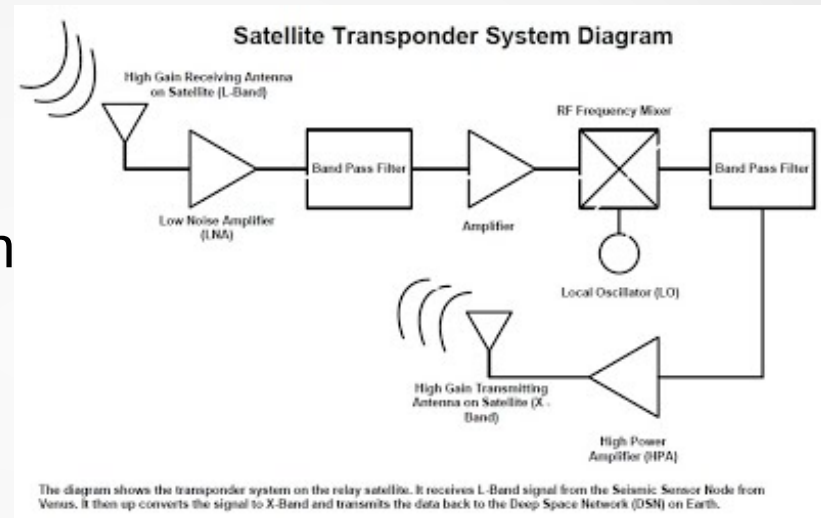 Satellite Transponder System Diagram
High Gain Receiving Antenna
on Satellite (L-Band)
RF Frequency Mixer
Band Pass Filter
Band Pass Filter
Low Noise Amplifier
(LNA)
Amplifier
n
Local Oscillator (LO)
High Gain Transmitting
Antenna on Satellite (X -
Band)
High Power
Amplifier (HPA)
The diagram shows the transponder system on the relay satellite. It receives L-Band signal from the Seismic Sensor Node from
Venus. It then up converts the signal to X-Band and transmits the data back to the Deep Space Network (DSN) on Earth.